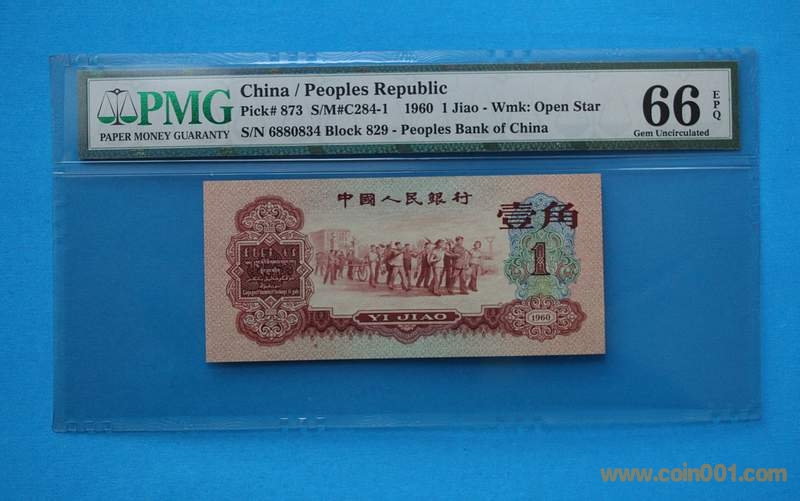 PMG
PAPER MONEY GUARANTY
China / Peoples Republic
Pick# 873 S/M#C284-1 1960 1 Jiao - Wmk: Open Star
S/N 6880834 Block 829 - Peoples Bank of China
66 EPQ
Gem Uncirculated
中國人民銀行
壹角
1
YI JIAO
1960
www.coin001.com